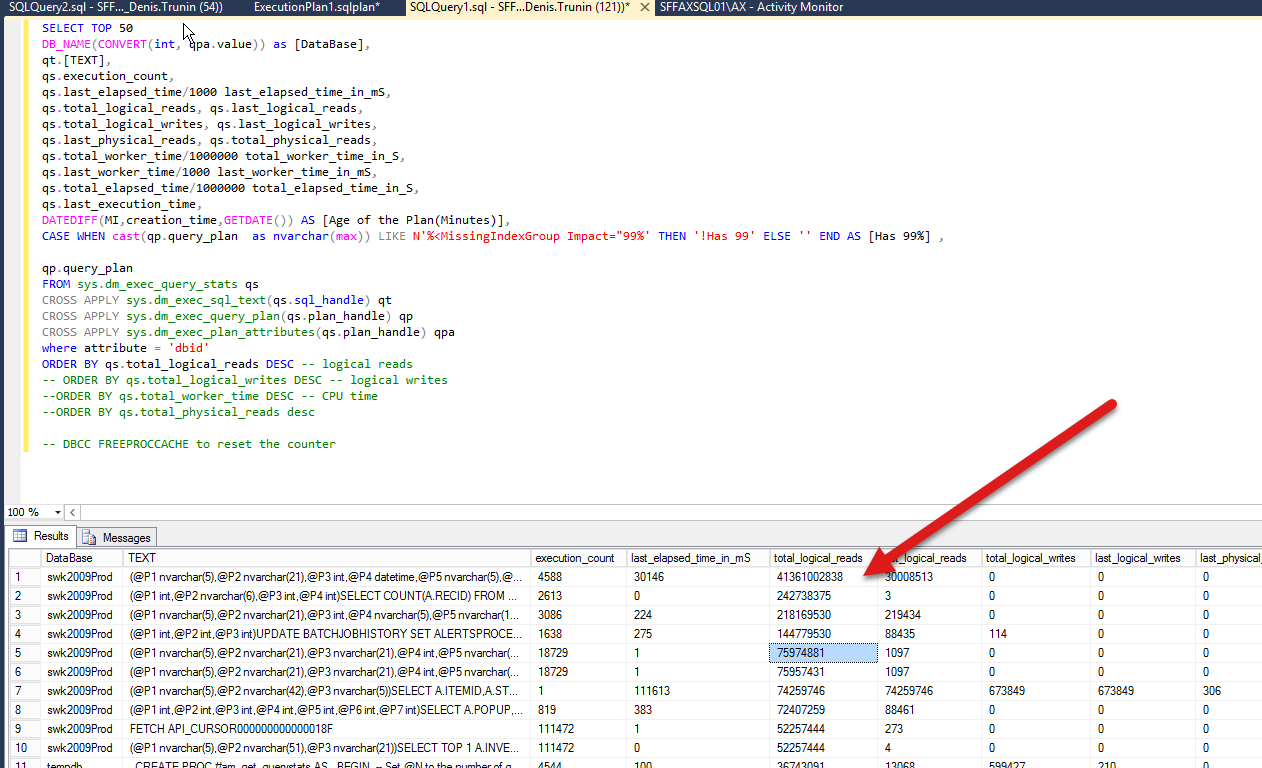 SQLQuery2.sql - SFF..._Denis.Trunin (54)) ExecutionPlan1.sqlplan* SQLQuery1.sql - SFF...Denis.Trunin (121))* SFFAXSQL01\AX - Activity Monitor
SELECT TOP 50
DB_NAME(CONVERT(int, qpa.value)) as [DataBase],
qt.[TEXT],
qs.execution_count,
qs.last_elapsed_time/1000 last_elapsed_time_in_mS,
qs.total_logical_reads, qs.last_logical_reads,
qs.total_logical_writes, qs.last_logical_writes,
qs.last_physical_reads, qs.total_physical_reads,
qs.total_worker_time/1000000 total_worker_time_in_S,
qs.last_worker_time/1000 last_worker_time_in_mS,
qs.total_elapsed_time/1000000 total_elapsed_time_in_S,
qs.last_execution_time,
DATEDIFF(MI,creation_time,GETDATE()) AS [Age of the Plan(Minutes)],
CASE WHEN cast(qp.query_plan  as nvarchar(max)) LIKE N'%<MissingIndexGroup Impact="99%' THEN '!Has 99' ELSE '' END AS [Has 99%] ,
qp.query_plan
FROM sys.dm_exec_query_stats qs
CROSS APPLY sys.dm_exec_sql_text(qs.sql_handle) qt
CROSS APPLY sys.dm_exec_query_plan(qs.plan_handle) qp
CROSS APPLY sys.dm_exec_plan_attributes(qs.plan_handle) qpa
where attribute = 'dbid'
ORDER BY qs.total_logical_reads DESC -- logical reads
-- ORDER BY qs.total_logical_writes DESC -- logical writes
--ORDER BY qs.total_worker_time DESC -- CPU time
--ORDER BY qs.total_physical_reads desc
-- DBCC FREEPROCCACHE to reset the counter
100 %
Results Messages
DataBase TEXT execution_count last_elapsed_time_in_mS total_logical_reads logical_reads total_logical_writes last_logical_writes last_physical
1 swk2009Prod (@P1 nvarchar(5),@P2 nvarchar(21),@P3 int,@P4 datetime,@P5 nvarchar(5),@... 4588 30146 41361002838 30008513 0 0 0
2 swk2009Prod (@P1 int,@P2 nvarchar(6),@P3 int,@P4 int)SELECT COUNT(A.RECID) FROM ... 2613 0 242738375 3 0 0 0
3 swk2009Prod (@P1 nvarchar(5),@P2 nvarchar(21),@P3 int,@P4 nvarchar(5),@P5 nvarchar(1... 3086 224 218169530 219434 0 0 0
4 swk2009Prod (@P1 int,@P2 int,@P3 int)UPDATE BATCHJOBHISTORY SET ALERTSPROCE... 1638 275 144779530 88435 114 0 0
5 swk2009Prod (@P1 nvarchar(5),@P2 nvarchar(21),@P3 nvarchar(21),@P4 int,@P5 nvarchar(... 18729 1 75974881 1097 0 0 0
6 swk2009Prod (@P1 nvarchar(5),@P2 nvarchar(21),@P3 nvarchar(21),@P4 int,@P5 nvarchar(... 18729 1 75957431 1097 0 0 0
7 swk2009Prod (@P1 nvarchar(5),@P2 nvarchar(42),@P3 nvarchar(5))SELECT A.ITEMID,A.ST... 1 111613 74259746 74259746 673849 673849 306
8 swk2009Prod (@P1 int,@P2 int,@P3 int,@P4 int,@P5 int,@P6 int,@P7 int)SELECT A.POPUP,... 819 383 72407259 88461 0 0 0
9 swk2009Prod FETCH API_CURSOR000000000000018F 111472 1 52257444 273 0 0 0
10 swk2009Prod (@P1 nvarchar(5),@P2 nvarchar(51),@P3 nvarchar(21))SELECT TOP 1 A.INVE... 111472 0 52257444 4 0 0 0
11 tempdb CREATE PROC #am_get_querystats AS BEGIN -- Set @N to the number of q... 4544 100 36743091 13068 599427 210 0